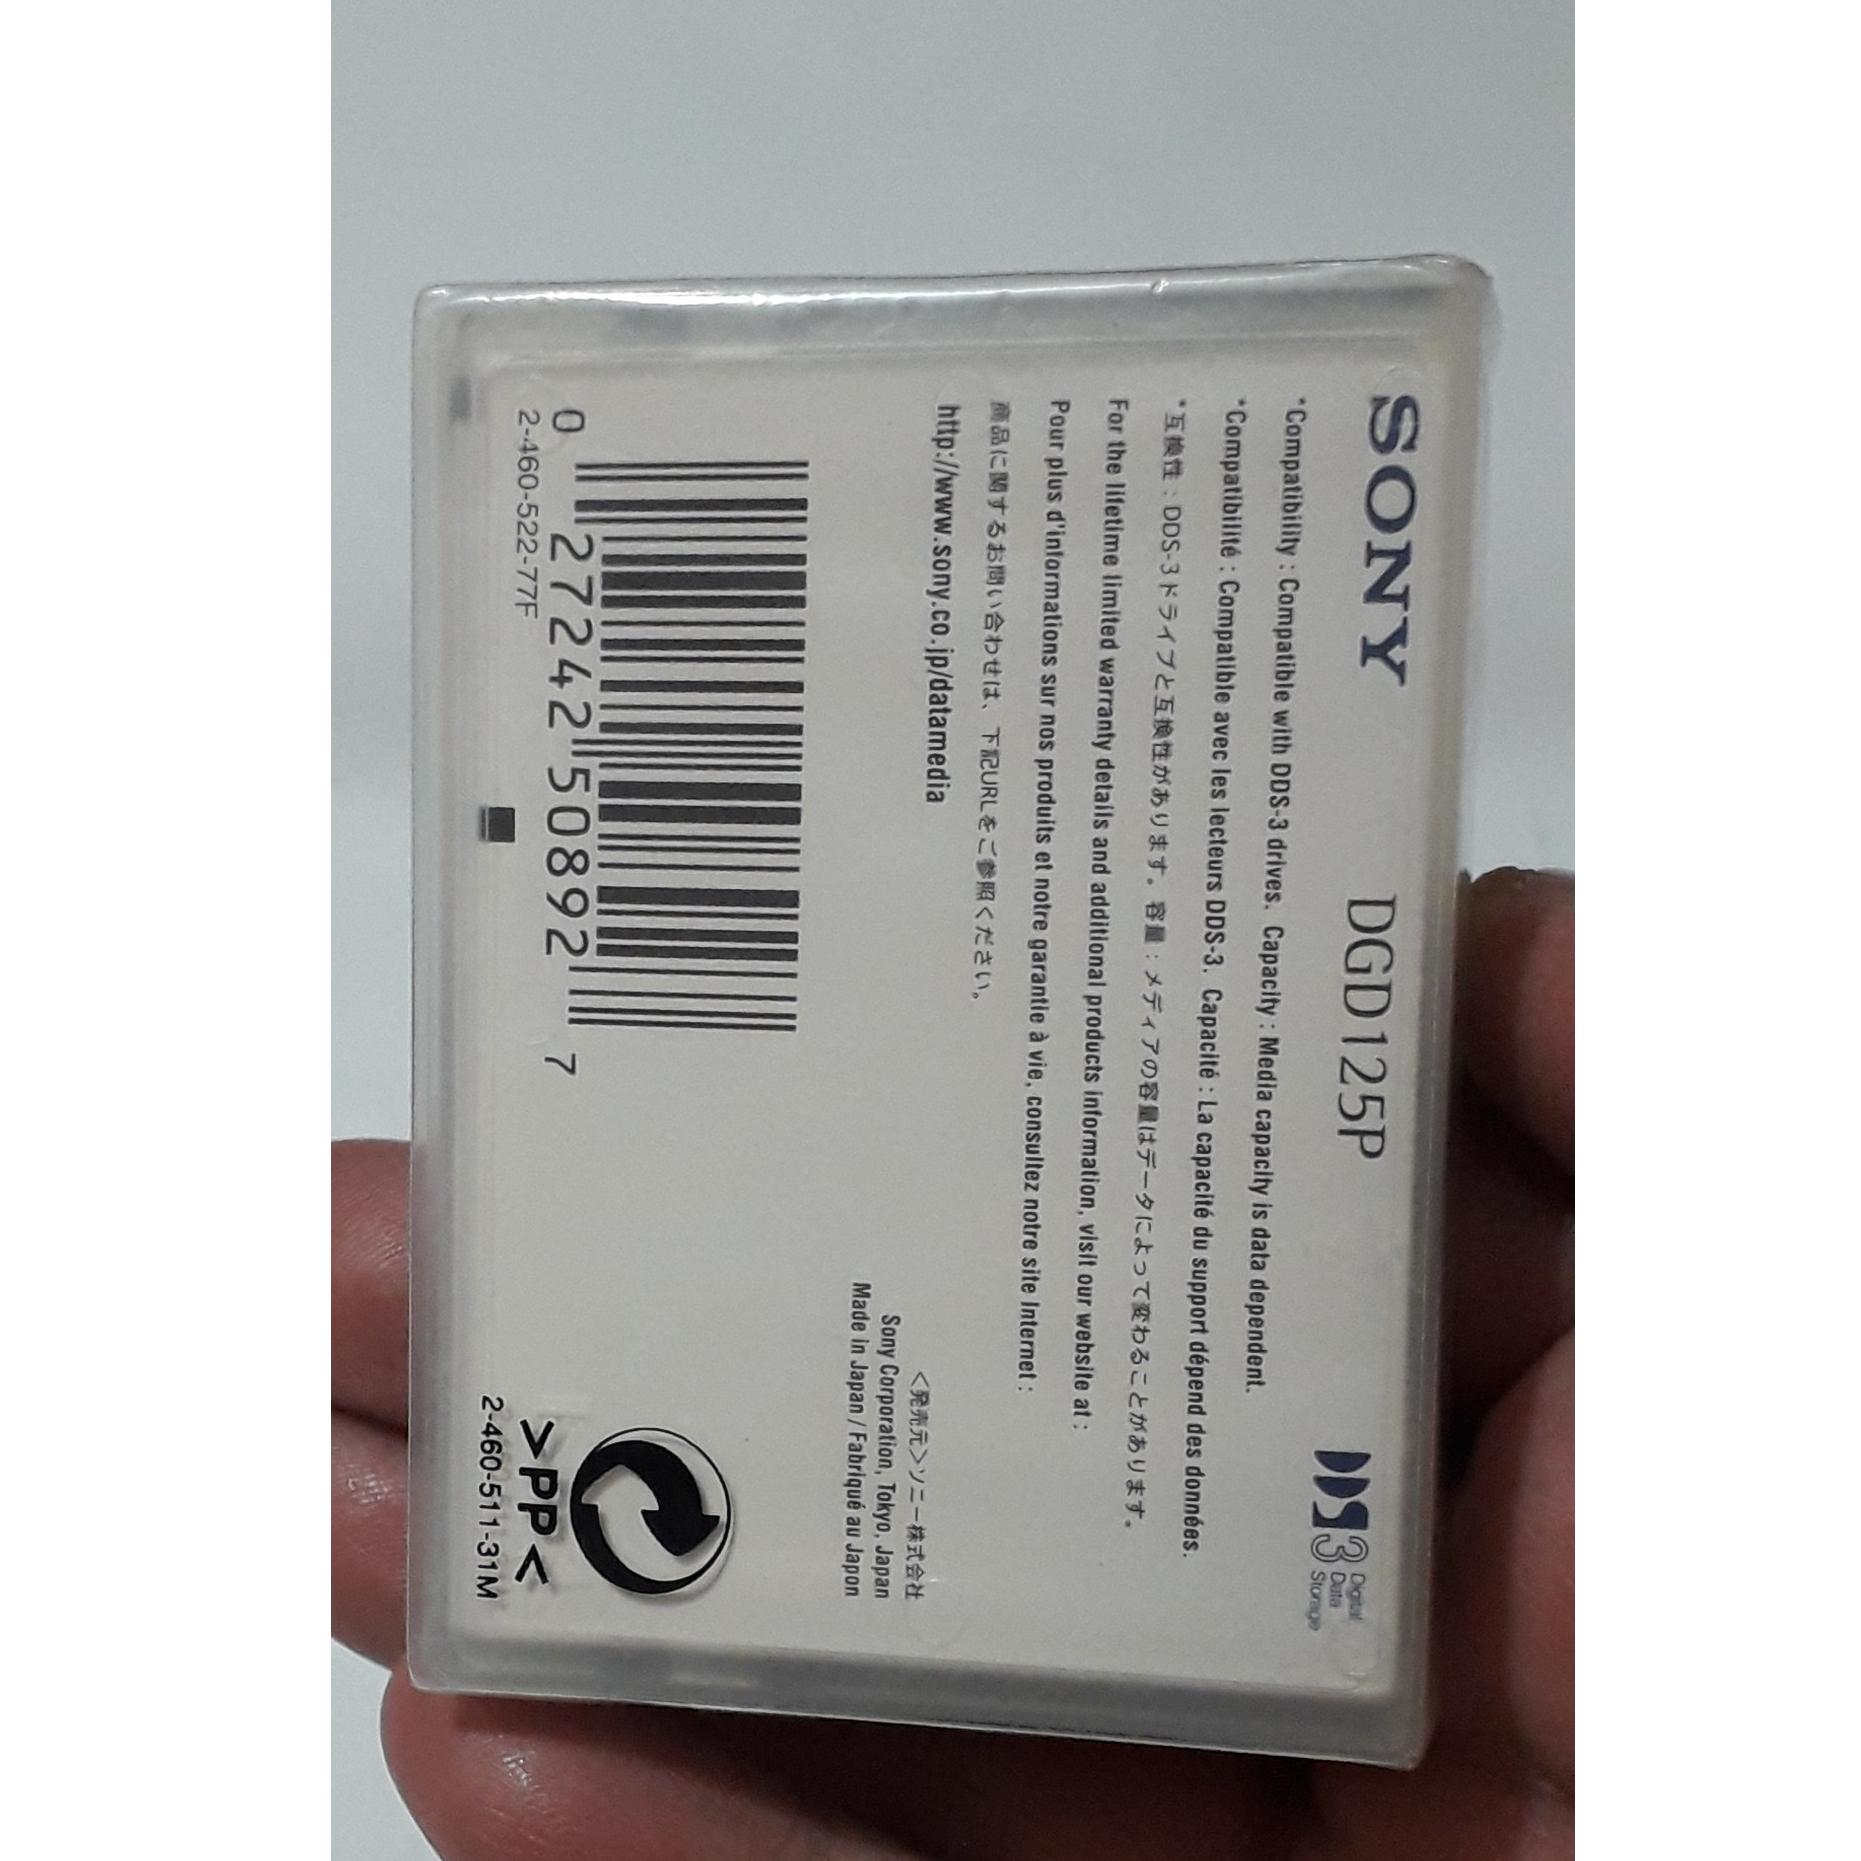 SONY DGD125P DDS3 Digital
Data
Storage
*Compatibility : Compatible with DDS-3 drives. Capacity : Media capacity is data dependent.
*Compatibilité : Compatible avec les lecteurs DDS-3. Capacité : La capacité du support dépend des données.
*互換性 : DDS-3ドライブと互換性があります。容量 : メディアの容量はデータによって変わることがあります。
For the lifetime limited warranty details and additional products information, visit our website at :
Pour plus d'informations sur nos produits et notre garantie à vie, consultez notre site Internet :
商品に関するお問い合わせは、下記URLをご参照ください。
http://www.sony.co.jp/datamedia
<発売元>ソニー株式会社
Sony Corporation, Tokyo, Japan
Made in Japan / Fabriqué au Japon
0 27242 50892 7
2-460-522-77F
>PP<
2-460-511-31M